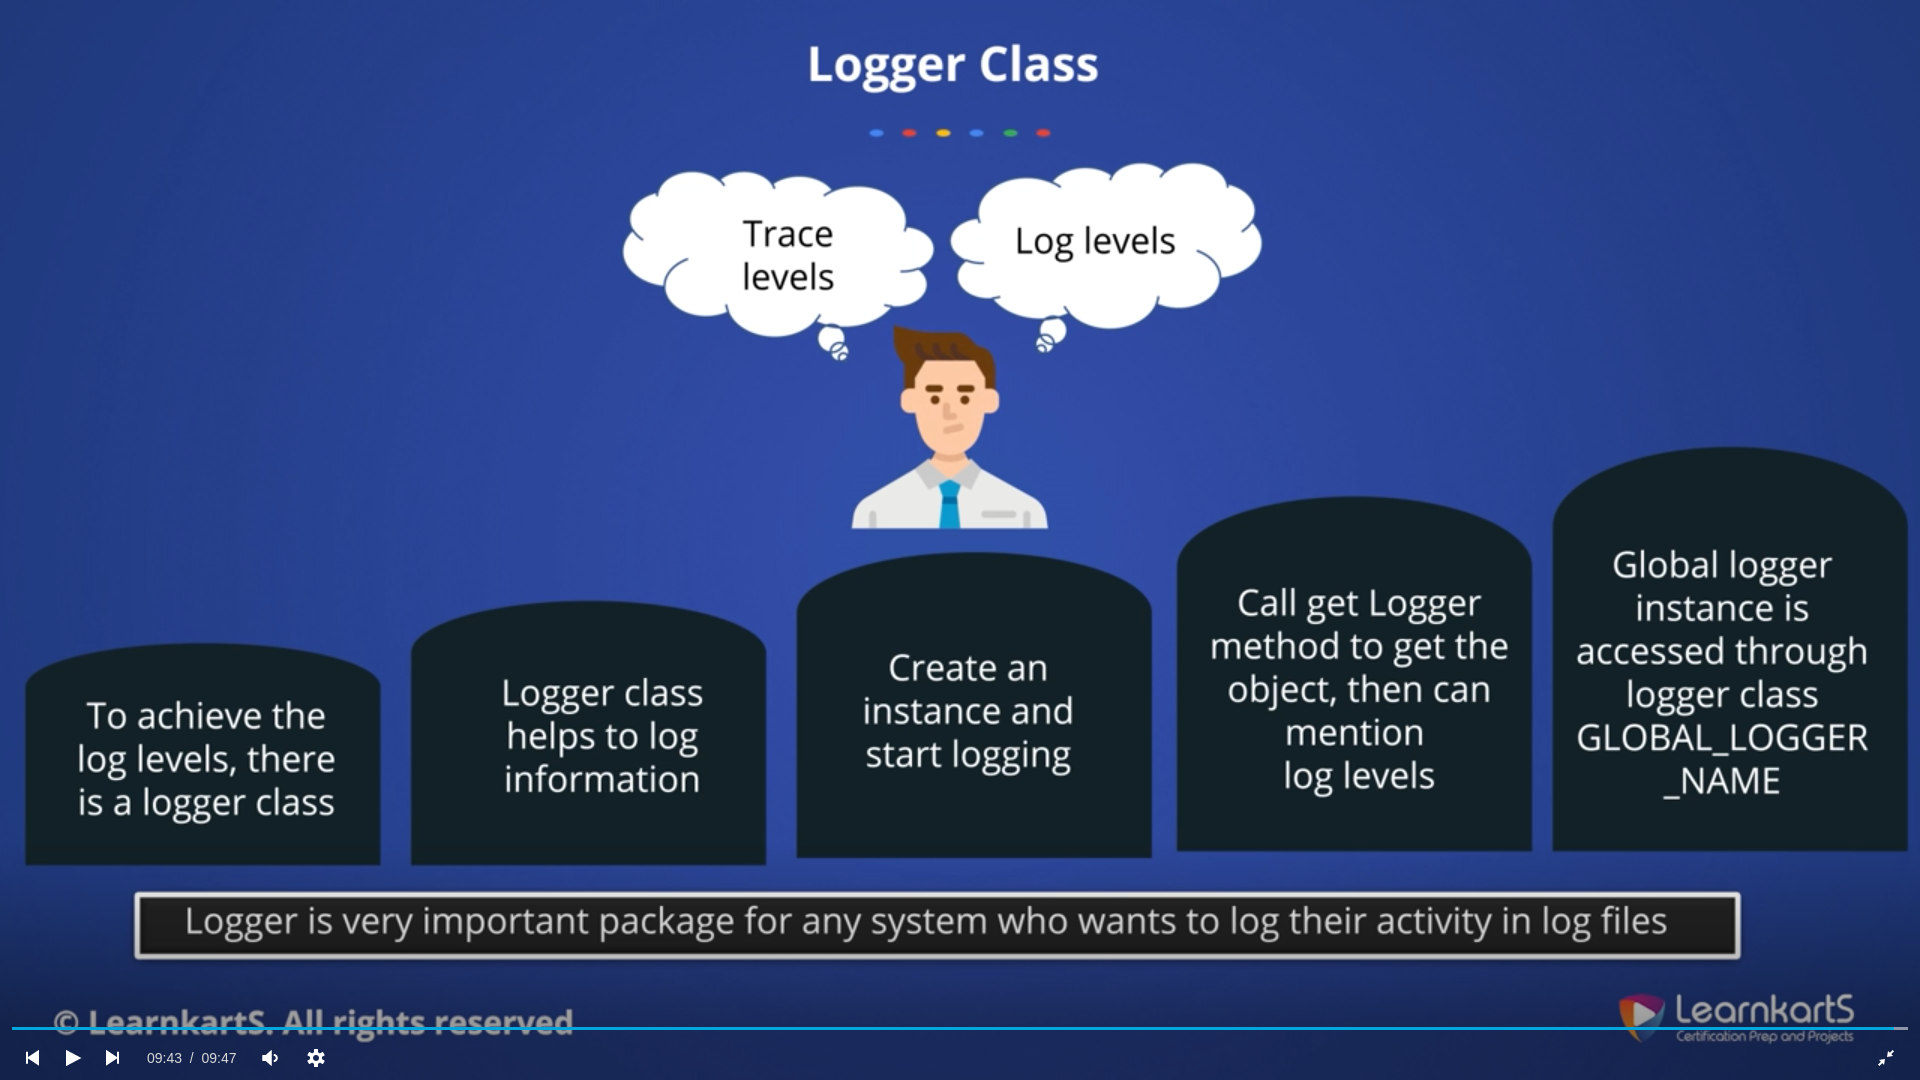 Logger Class
Trace
levels
Log levels
To achieve the
log levels, there
is a logger class
Logger class
helps to log
information
Create an
instance and
start logging
Call get Logger
method to get the
object, then can
mention
log levels
Global logger
instance is
accessed through
logger class
GLOBAL_LOGGER
_NAME
Logger is very important package for any system who wants to log their activity in log files
© LearnkartS. All rights reserved
LearnkartS
Certification Prep and Projects
09:43 / 09:47